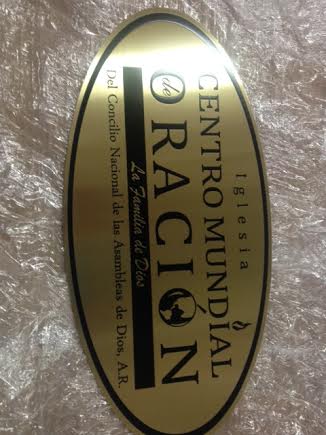 Iglesia
CENTRO MUNDIAL
de ORACIÓN
La Familia de Dios
Del Concilio Nacional de las Asambleas de Dios, A.R.